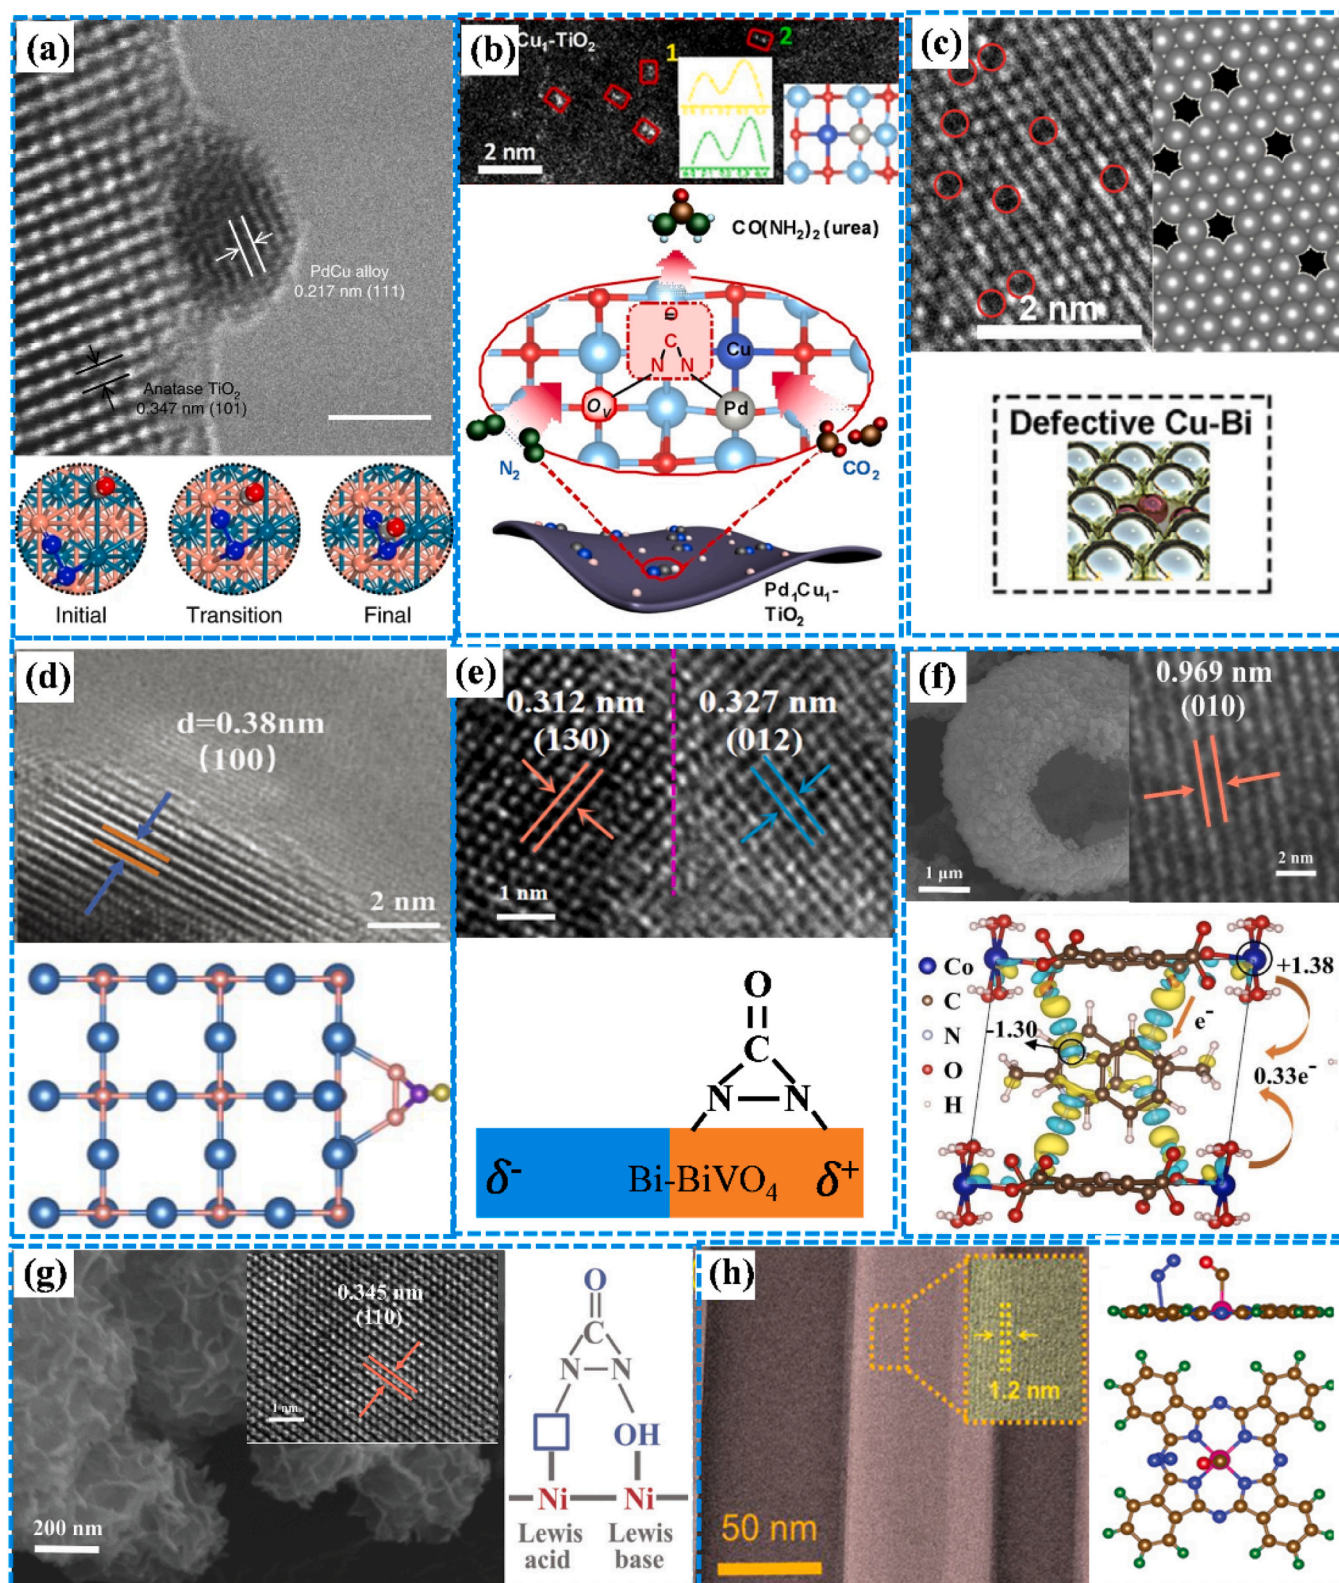 (a)
PdCu alloy
0.217 nm (111)
Anatase TiO₂
0.347 nm (101)
Initial
Transition
Final
(b)
Cu₁-TiO₂
1
2
2 nm
CO(NH₂)₂ (urea)
O
C
N
N
Cu
Oᵥ
Pd
N₂
CO₂
Pd₁Cu₁-
TiO₂
(c)
2 nm
Defective Cu-Bi
(d)
d=0.38nm
(100)
2 nm
(e)
0.312 nm
(130)
0.327 nm
(012)
1 nm
O
C
N
N
δ⁻
Bi-BiVO₄
δ⁺
(f)
0.969 nm
(010)
1 μm
2 nm
Co
C
N
O
H
+1.38
-1.30
e⁻
0.33e⁻
(g)
0.345 nm
(110)
1 nm
200 nm
O
C
N
N
OH
Ni
Ni
Lewis
acid
Lewis
base
(h)
1.2 nm
50 nm